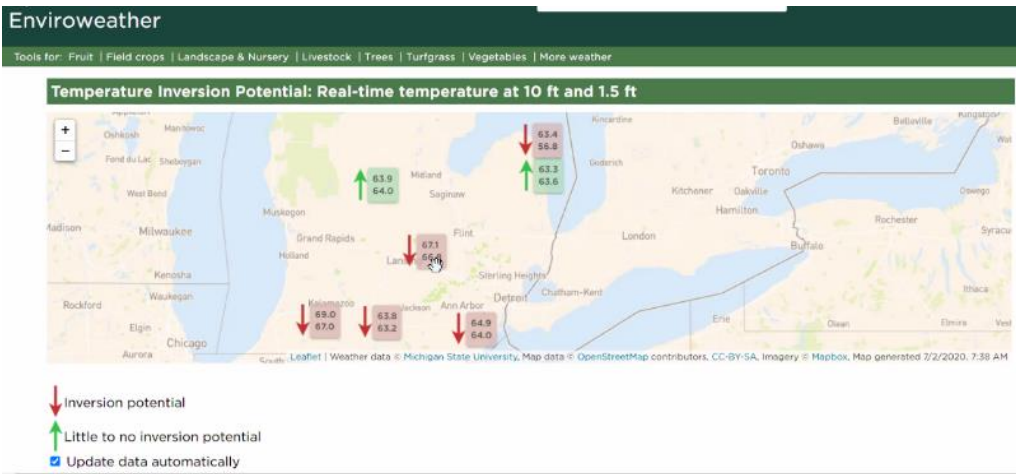 Enviroweather
Tools for: Fruit | Field crops | Landscape & Nursery | Livestock | Trees | Turfgrass | Vegetables | More weather
Temperature Inversion Potential: Real-time temperature at 10 ft and 1.5 ft
+
−
Oshkosh
Manitowoc
Fond du Lac
Sheboygan
West Bend
Madison
Milwaukee
Kenosha
Waukegan
Rockford
Elgin
Chicago
Aurora
South
Muskegon
Grand Rapids
Holland
Midland
Saginaw
Flint
Sterling Heights
Kalamazoo
Jackson
Ann Arbor
Detroit
Chatham-Kent
Kincardine
Goderich
Kitchener
London
Oshawa
Toronto
Oakville
Hamilton
Belleville
Kingston
Oswego
Rochester
Syracu
Buffalo
Ithaca
Erie
Olean
Elmira
63.4
56.8
63.3
63.6
63.9
64.0
67.1
69.0
67.0
63.8
63.2
64.9
64.0
Leaflet | Weather data © Michigan State University, Map data © OpenStreetMap contributors, CC-BY-SA, Imagery © Mapbox, Map generated 7/2/2020, 7:38 AM
Inversion potential
Little to no inversion potential
Update data automatically